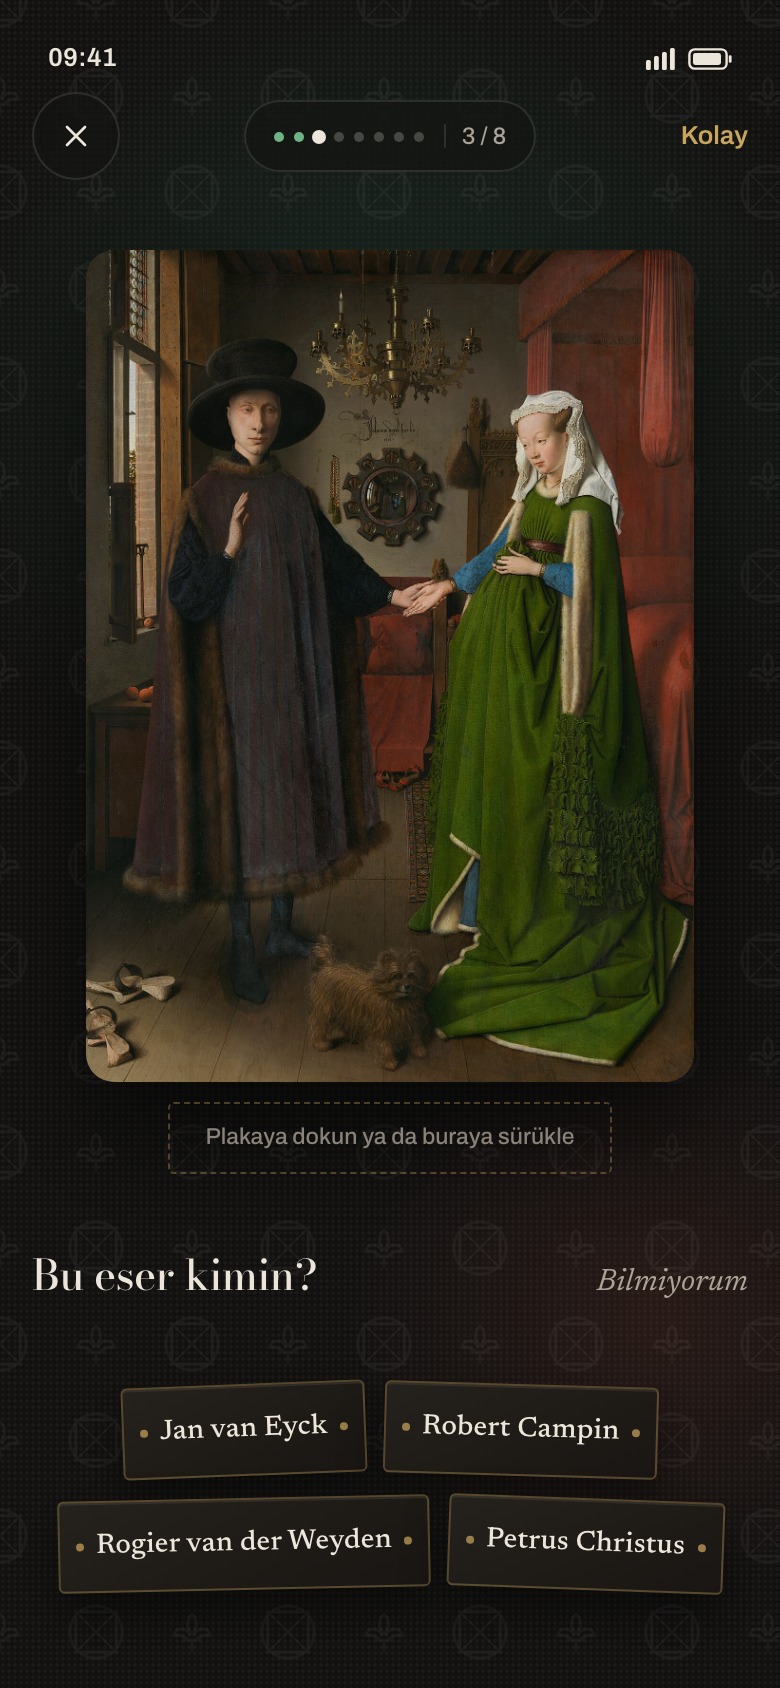 09:41
3 / 8
Kolay
Plakaya dokun ya da buraya sürükle
Bu eser kimin?
Bilmiyorum
Jan van Eyck
Robert Campin
Rogier van der Weyden
Petrus Christus